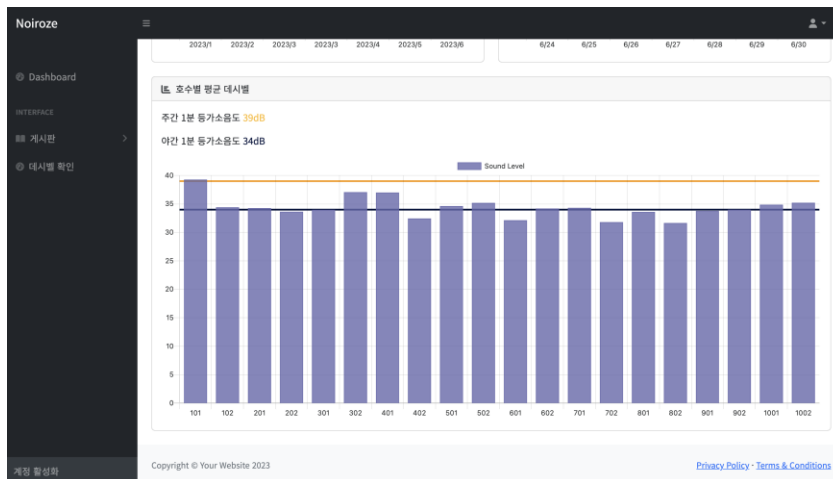 Noiroze
Dashboard
INTERFACE
게시판
데시벨 확인
계정 활성화
2023/1 2023/2 2023/3 2023/3 2023/4 2023/5 2023/6
6/24 6/25 6/26 6/27 6/28 6/29 6/30
호수별 평균 데시벨
주간 1분 등가소음도 39dB
야간 1분 등가소음도 34dB
Sound Level
40
35
30
25
20
15
10
5
0
101 102 201 202 301 302 401 402 501 502 601 602 701 702 801 802 901 902 1001 1002
Copyright © Your Website 2023
Privacy Policy · Terms & Conditions